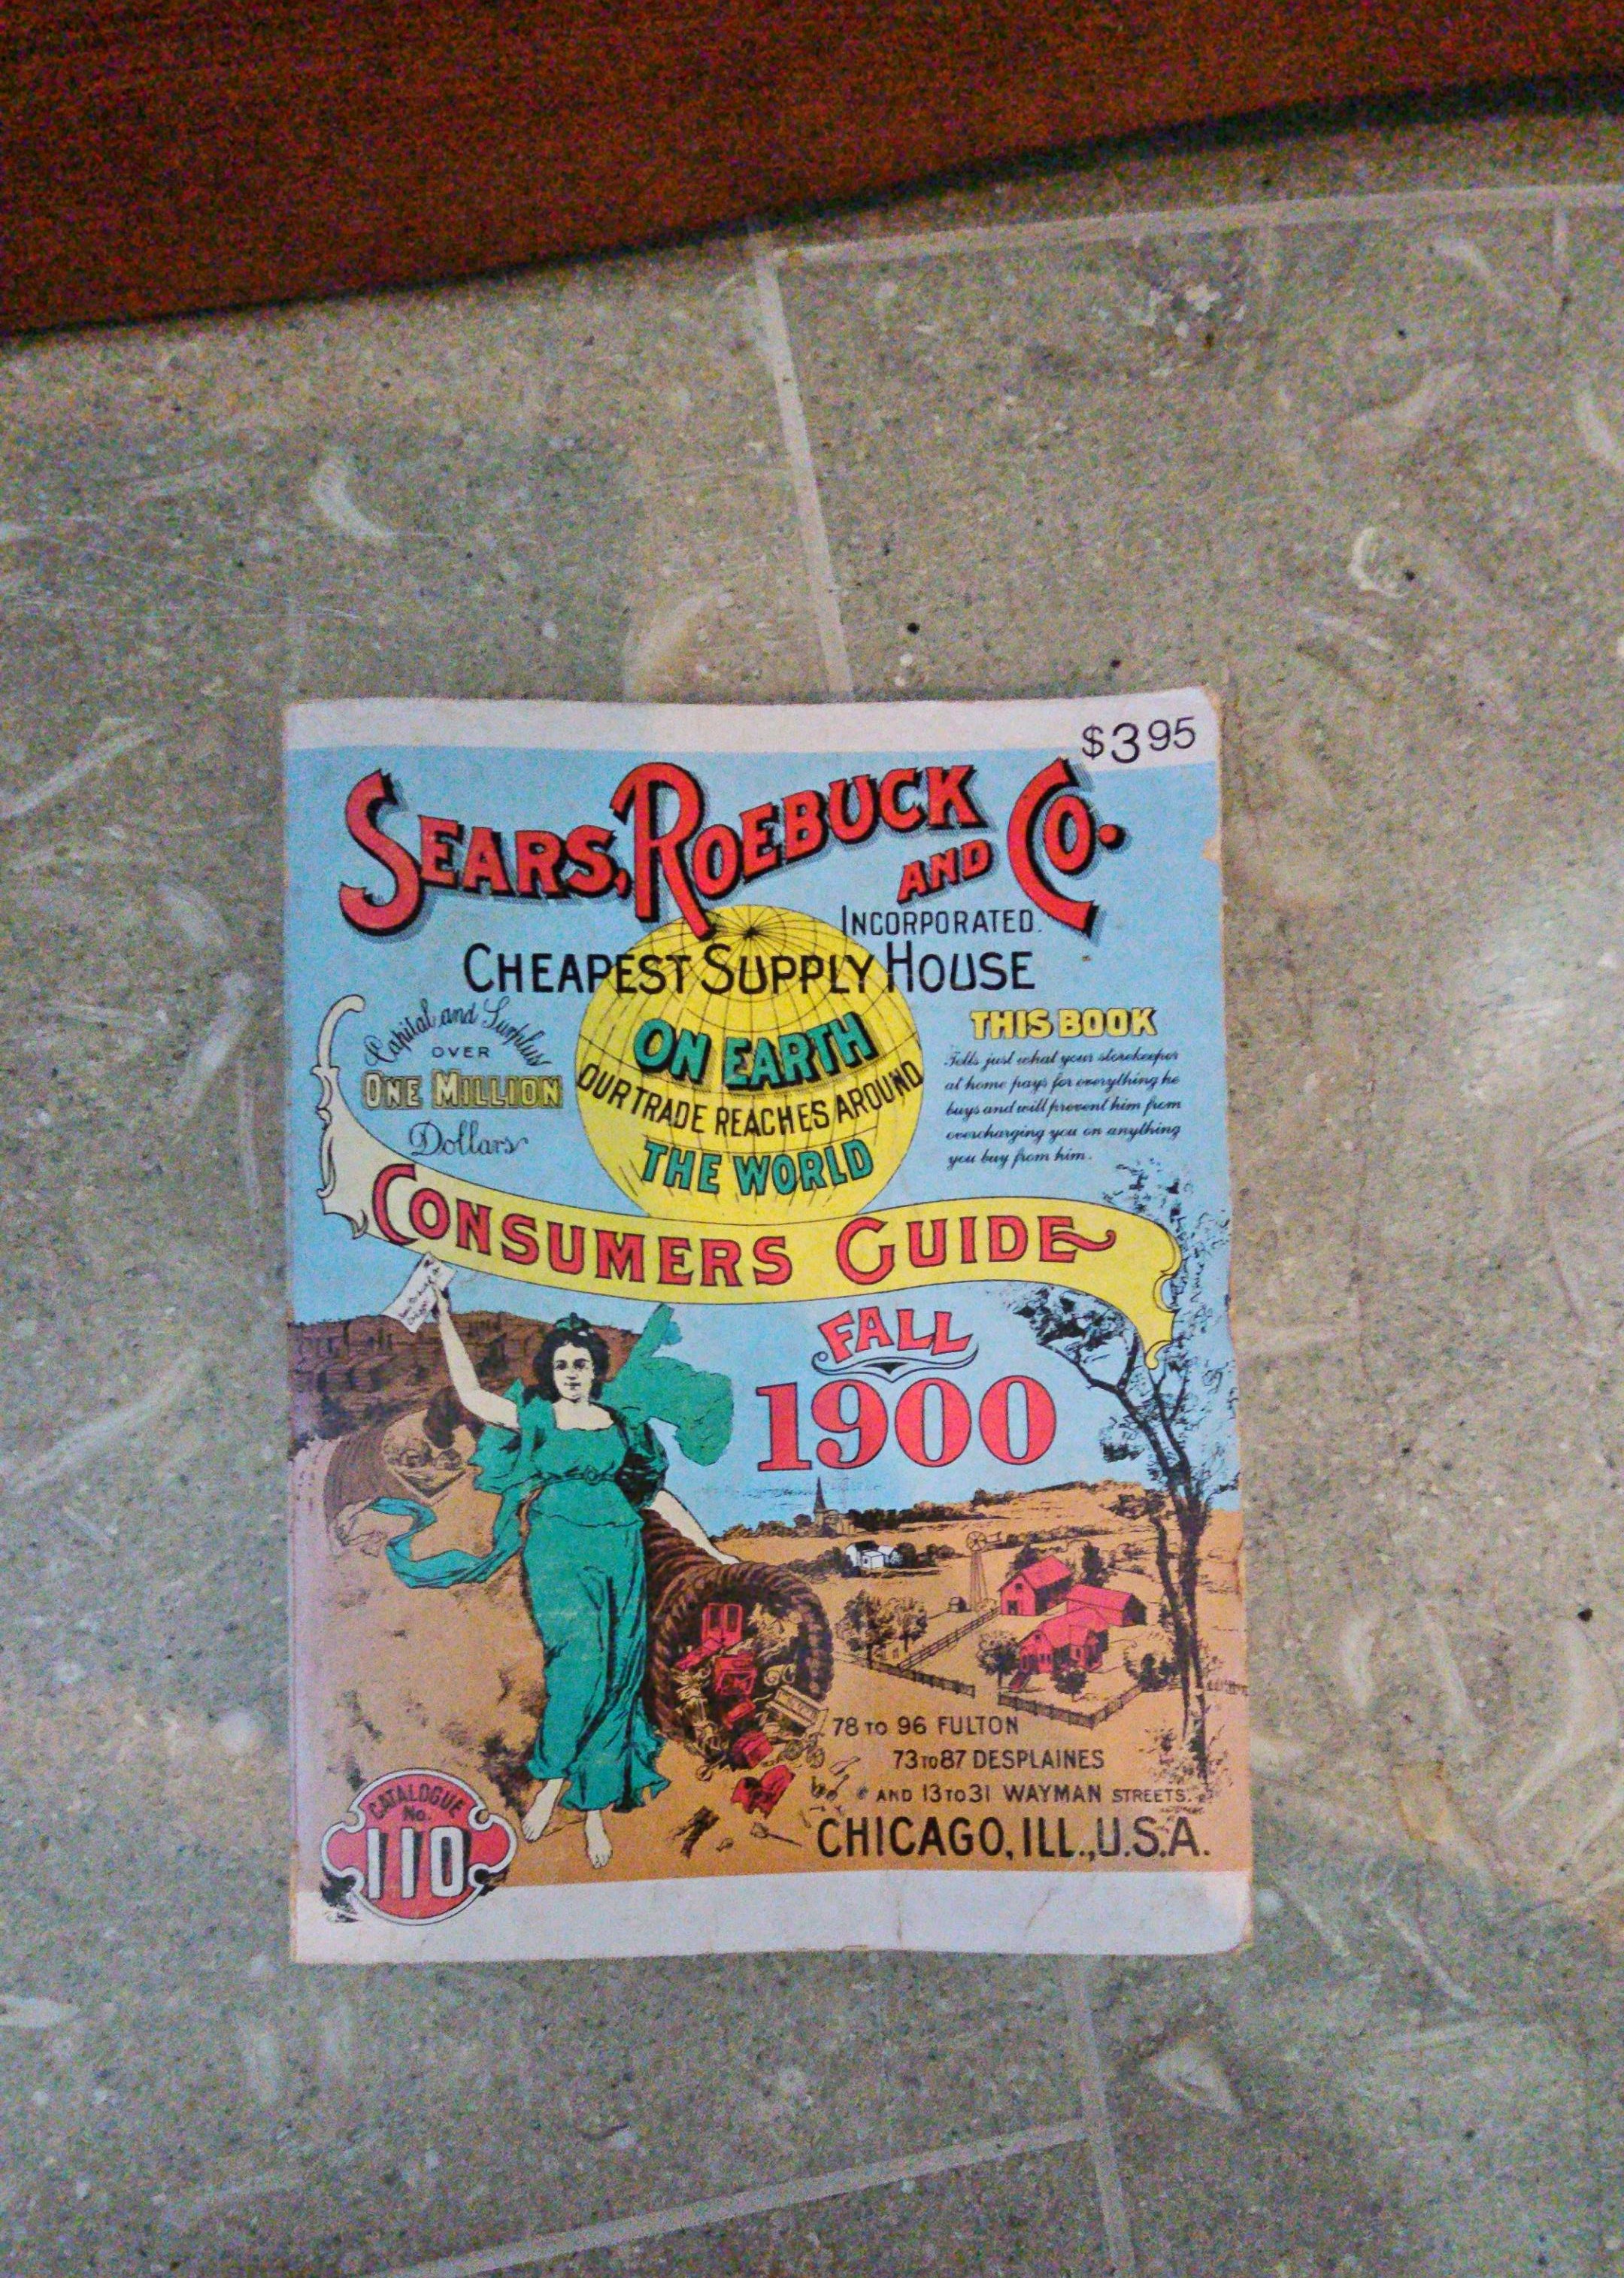 $3.95
SEARS, ROEBUCK AND CO.
INCORPORATED.
CHEAPEST SUPPLY HOUSE
ON EARTH
OUR TRADE REACHES AROUND
THE WORLD
Capital and Surplus
OVER
ONE MILLION
Dollars
THIS BOOK
Tells just what your storekeeper
at home pays for everything he
buys and will prevent him from
overcharging you on anything
you buy from him.
CONSUMERS GUIDE
FALL
1900
78 TO 96 FULTON
73 TO 87 DESPLAINES
AND 13 TO 31 WAYMAN STREETS.
CHICAGO, ILL., U.S.A.
CATALOGUE
No.
110